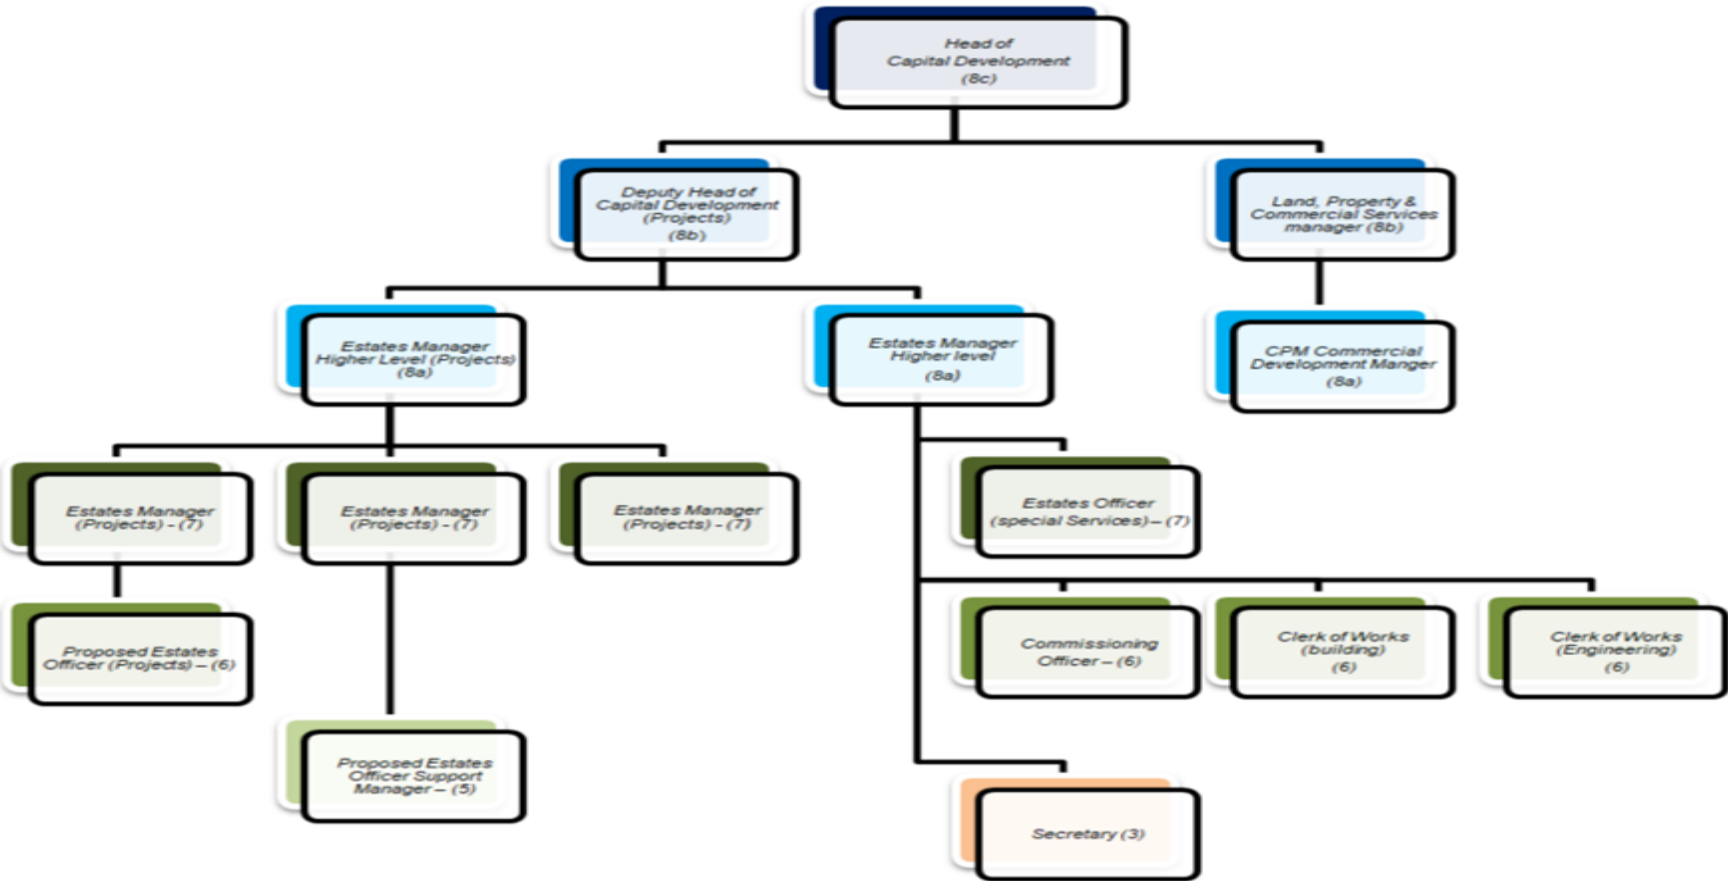 Head of
Capital Development
(8c)
Deputy Head of
Capital Development
(Projects)
(8b)
Land, Property &
Commercial Services
manager (8b)
Estates Manager
Higher Level (Projects)
(8a)
Estates Manager
Higher level
(8a)
CPM Commercial
Development Manger
(8a)
Estates Manager
(Projects) - (7)
Estates Manager
(Projects) - (7)
Estates Manager
(Projects) - (7)
Estates Officer
(special Services) – (7)
Proposed Estates
Officer (Projects) – (6)
Commissioning
Officer – (6)
Clerk of Works
(building)
(6)
Clerk of Works
(Engineering)
(6)
Proposed Estates
Officer Support
Manager – (5)
Secretary (3)